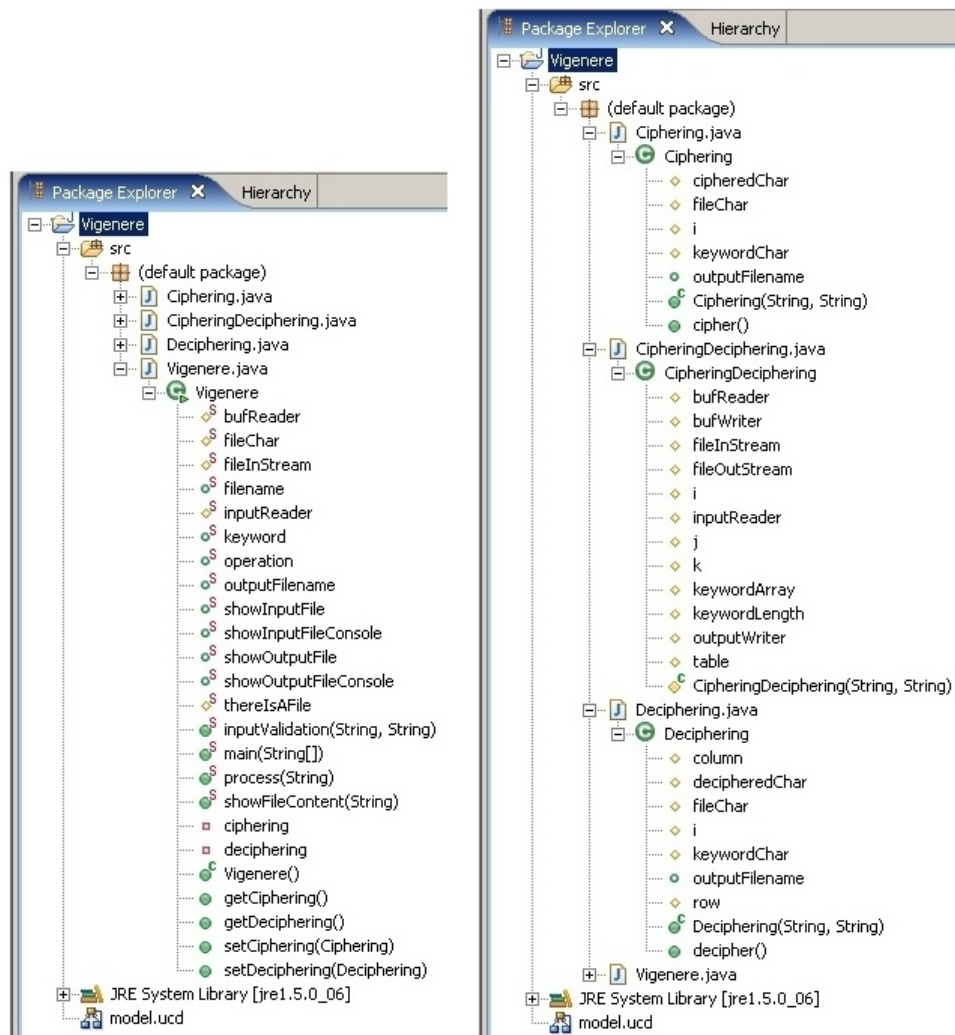 Package Explorer
Hierarchy
Vigenere
src
(default package)
Ciphering.java
CipheringDeciphering.java
Deciphering.java
Vigenere.java
Vigenere
bufReader
fileChar
fileInStream
filename
inputReader
keyword
operation
outputFilename
showInputFile
showInputFileConsole
showOutputFile
showOutputFileConsole
thereIsAFile
inputValidation(String, String)
main(String[])
process(String)
showFileContent(String)
ciphering
deciphering
Vigenere()
getCiphering()
getDeciphering()
setCiphering(Ciphering)
setDeciphering(Deciphering)
JRE System Library [jre1.5.0_06]
model.ucd
Package Explorer
Hierarchy
Vigenere
src
(default package)
Ciphering.java
Ciphering
cipheredChar
fileChar
i
keywordChar
outputFilename
Ciphering(String, String)
cipher()
CipheringDeciphering.java
CipheringDeciphering
bufReader
bufWriter
fileInStream
fileOutStream
i
inputReader
j
k
keywordArray
keywordLength
outputWriter
table
CipheringDeciphering(String, String)
Deciphering.java
Deciphering
column
decipheredChar
fileChar
i
keywordChar
outputFilename
row
Deciphering(String, String)
decipher()
Vigenere.java
JRE System Library [jre1.5.0_06]
model.ucd